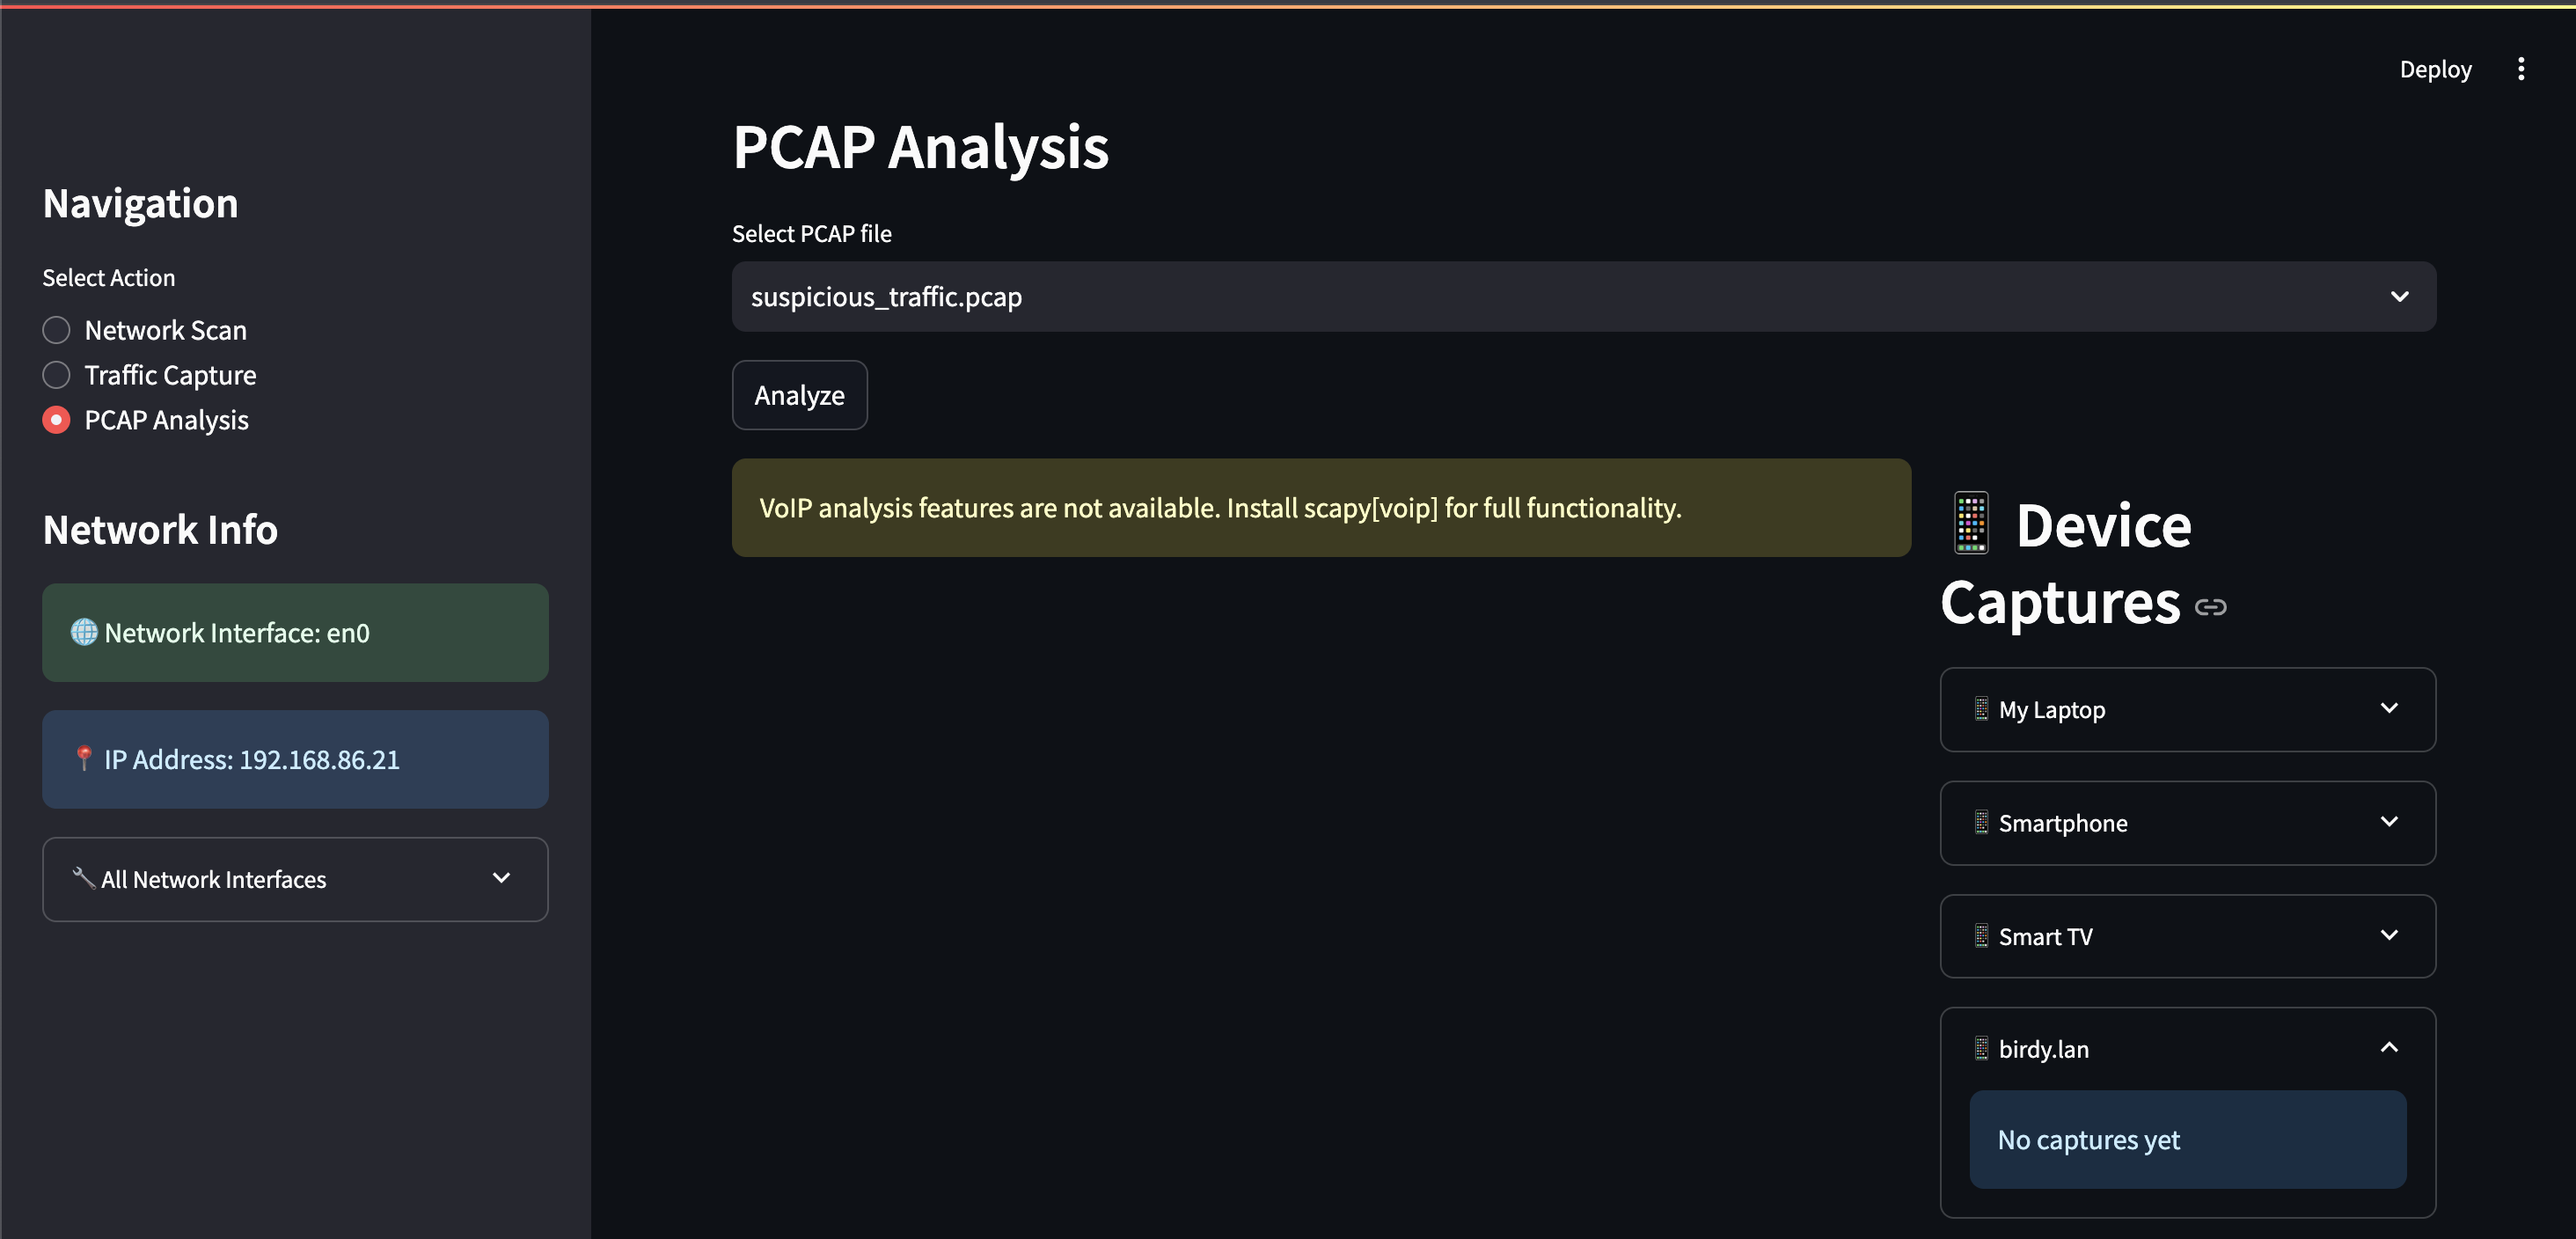 Deploy
Navigation
Select Action
Network Scan
Traffic Capture
PCAP Analysis
Network Info
🌐 Network Interface: en0
📍 IP Address: 192.168.86.21
🔧 All Network Interfaces
PCAP Analysis
Select PCAP file
suspicious_traffic.pcap
Analyze
VoIP analysis features are not available. Install scapy[voip] for full functionality.
📱 Device
Captures
📱 My Laptop
📱 Smartphone
📱 Smart TV
📱 birdy.lan
No captures yet